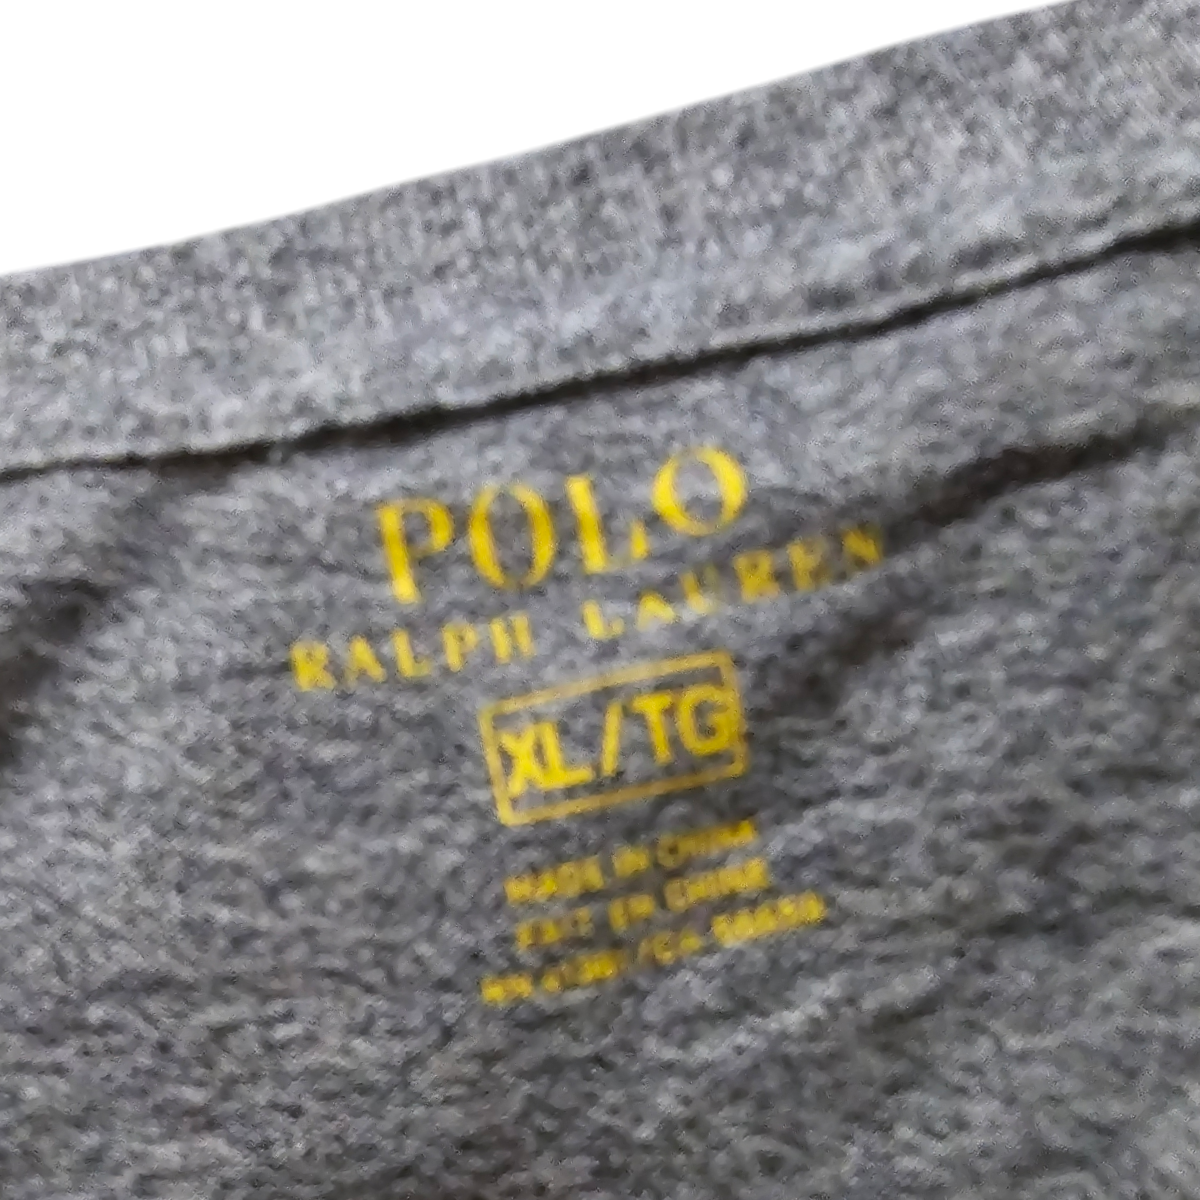 POLO
RALPH LAUREN
XL/TG
MADE IN CHINA
FAIT EN CHINE